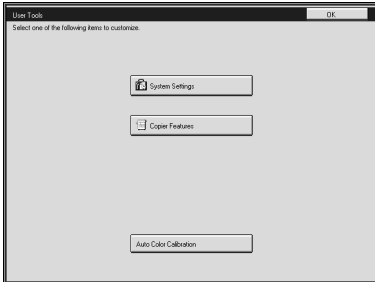 User Tools
OK
Select one of the following items to customize.
System Settings
Copier Features
Auto Color Calibration